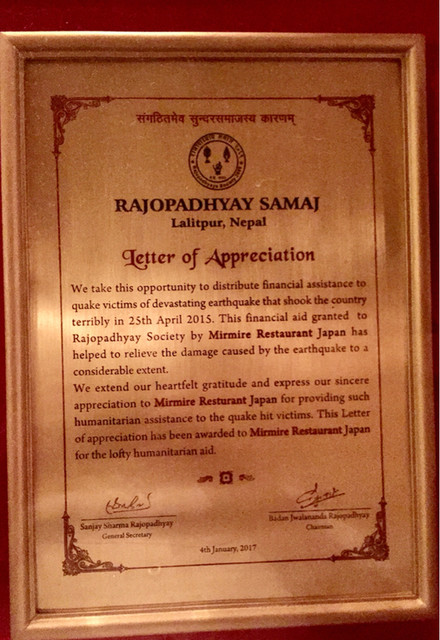 संगठितमेव सुन्दरसमाजस्य कारणम्
RAJOPADHYAY SAMAJ
Lalitpur, Nepal
Letter of Appreciation
We take this opportunity to distribute financial assistance to
quake victims of devastating earthquake that shook the country
terribly in 25th April 2015. This financial aid granted to
Rajopadhyay Society by Mirmire Restaurant Japan has
helped to relieve the damage caused by the earthquake to a
considerable extent.
We extend our heartfelt gratitude and express our sincere
appreciation to Mirmire Resturant Japan for providing such
humanitarian assistance to the quake hit victims. This Letter
of appreciation has been awarded to Mirmire Restaurant Japan
for the lofty humanitarian aid.
Sanjay Sharma Rajopadhyay
General Secretary
Badan Jwalananda Rajopadhyay
Chairman
4th January, 2017